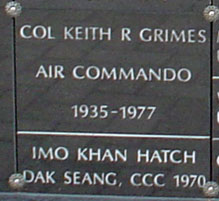 COL KEITH R GRIMES
AIR COMMANDO
1935-1977
IMO KHAN HATCH
DAK SEANG, CCC 1970